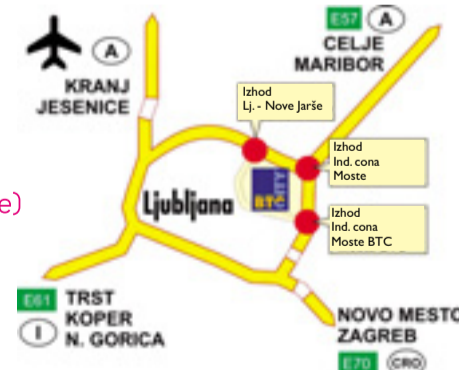 E57 A
CELJE
MARIBOR
A
KRANJ
JESENICE
Izhod
Lj. - Nove Jarše
Izhod
Ind. cona
Moste
e)
Ljubljana
BTC
CITY
Izhod
Ind. cona
Moste BTC
E61 TRST
I KOPER
N. GORICA
NOVO MESTO
ZAGREB
E70 CRO